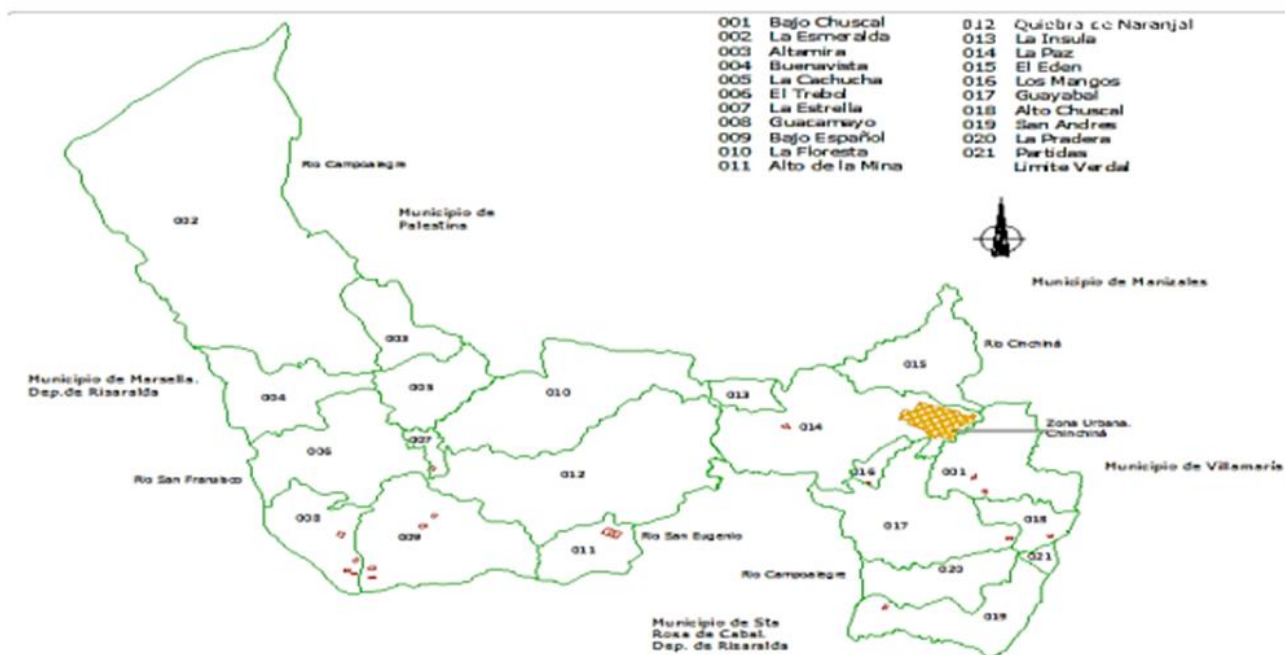 001 Bajo Chuscal
002 La Esmeralda
003 Altamira
004 Buenavista
005 La Cachucha
006 El Trebol
007 La Estrella
008 Guacamayo
009 Bajo Español
010 La Floresta
011 Alto de la Mina
012 Quiebra de Naranjal
013 La Insula
014 La Paz
015 El Eden
016 Los Mangos
017 Guayabal
018 Alto Chuscal
019 San Andres
020 La Pradera
021 Partidas
Limite Verdal
Rio Campoalegre
Municipio de
Palestina
002
Municipio de Manizales
003
Rio Cinchiná
015
Municipio de Marsella.
Dep.de Risaralda
005
010
013
004
014
Zona Urbana.
Chinchiná
007
006
012
016
001
Municipio de Villamaría
Rio San Fransisco
008
009
011
Rio San Eugenio
017
018
021
Rio Campoalegre
020
019
Municipio de Sta
Rosa de Cabal.
Dep. de Risaralda